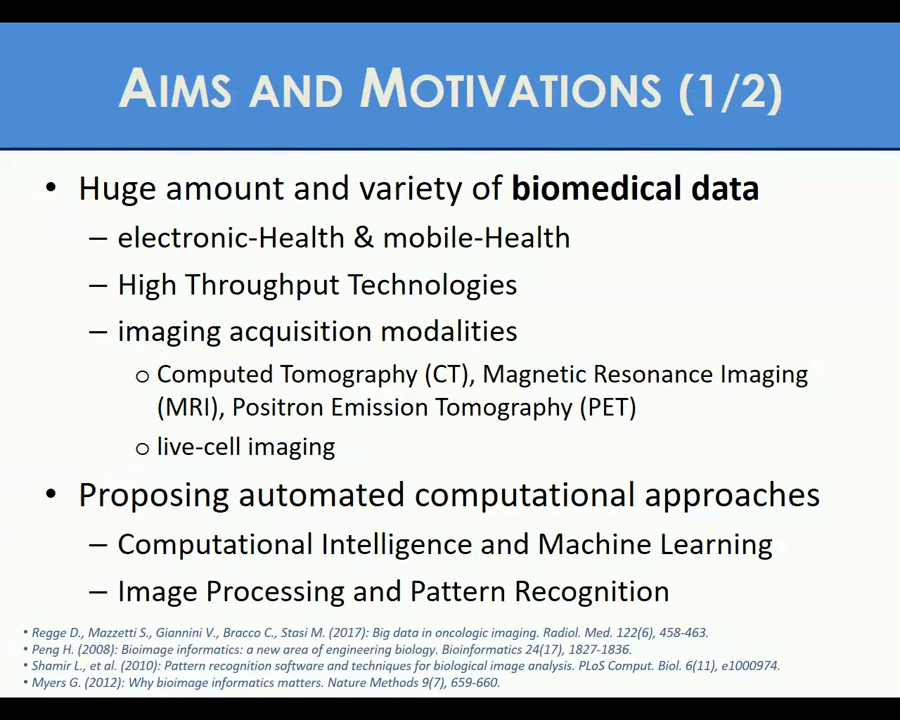 AIMS AND MOTIVATIONS (1/2)
• Huge amount and variety of biomedical data
– electronic-Health & mobile-Health
– High Throughput Technologies
– imaging acquisition modalities
o Computed Tomography (CT), Magnetic Resonance Imaging
(MRI), Positron Emission Tomography (PET)
o live-cell imaging
• Proposing automated computational approaches
– Computational Intelligence and Machine Learning
– Image Processing and Pattern Recognition
• Regge D., Mazzetti S., Giannini V., Bracco C., Stasi M. (2017): Big data in oncologic imaging. Radiol. Med. 122(6), 458-463.
• Peng H. (2008): Bioimage informatics: a new area of engineering biology. Bioinformatics 24(17), 1827-1836.
• Shamir L., et al. (2010): Pattern recognition software and techniques for biological image analysis. PLoS Comput. Biol. 6(11), e1000974.
• Myers G. (2012): Why bioimage informatics matters. Nature Methods 9(7), 659-660.